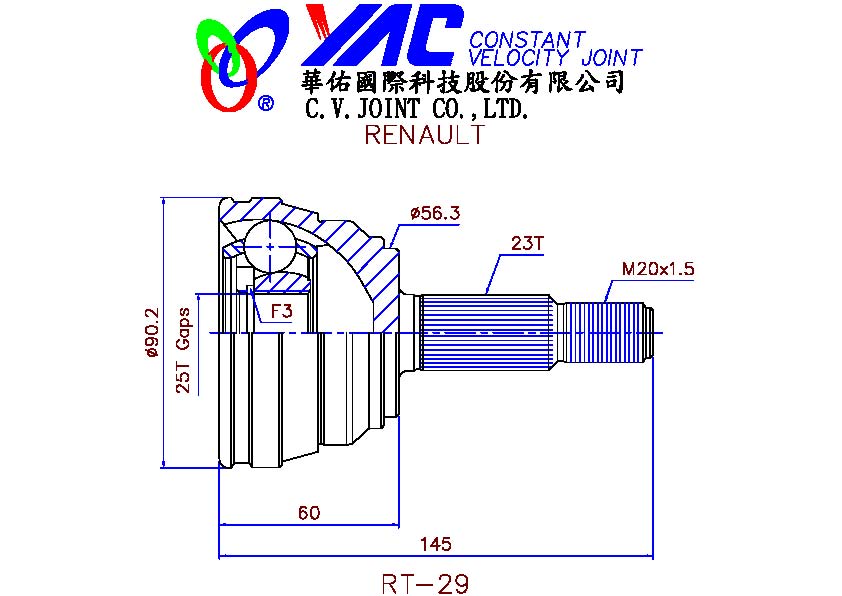 YAC CONSTANT
VELOCITY JOINT
華佑國際科技股份有限公司
C.V.JOINT CO.,LTD.
®
RENAULT
ø56.3
23T
M20x1.5
F3
ø90.2
25T Gaps
60
145
RT-29